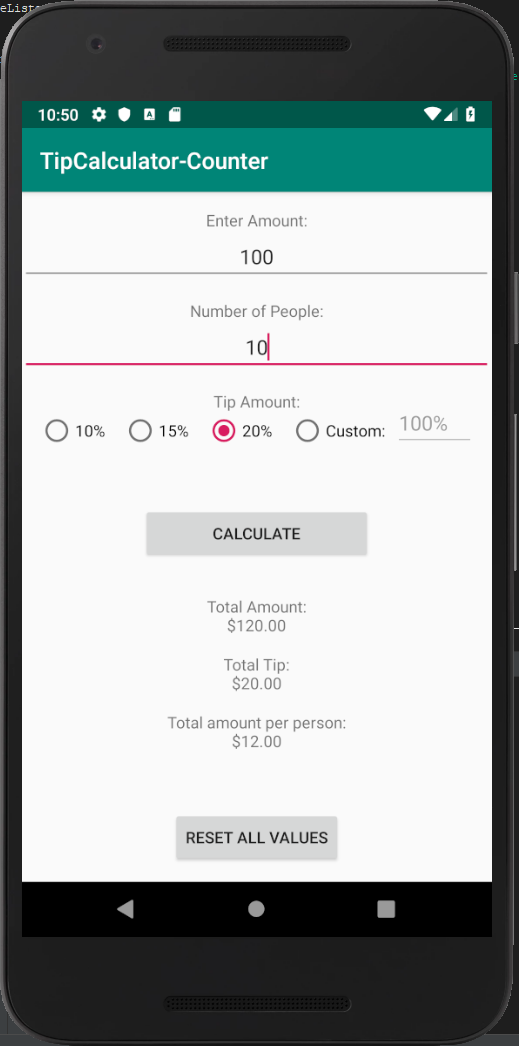 eListe
10:50
TipCalculator-Counter
Enter Amount:
100
Number of People:
10
Tip Amount:
10% 15% 20% Custom: 100%
CALCULATE
Total Amount:
$120.00
Total Tip:
$20.00
Total amount per person:
$12.00
RESET ALL VALUES